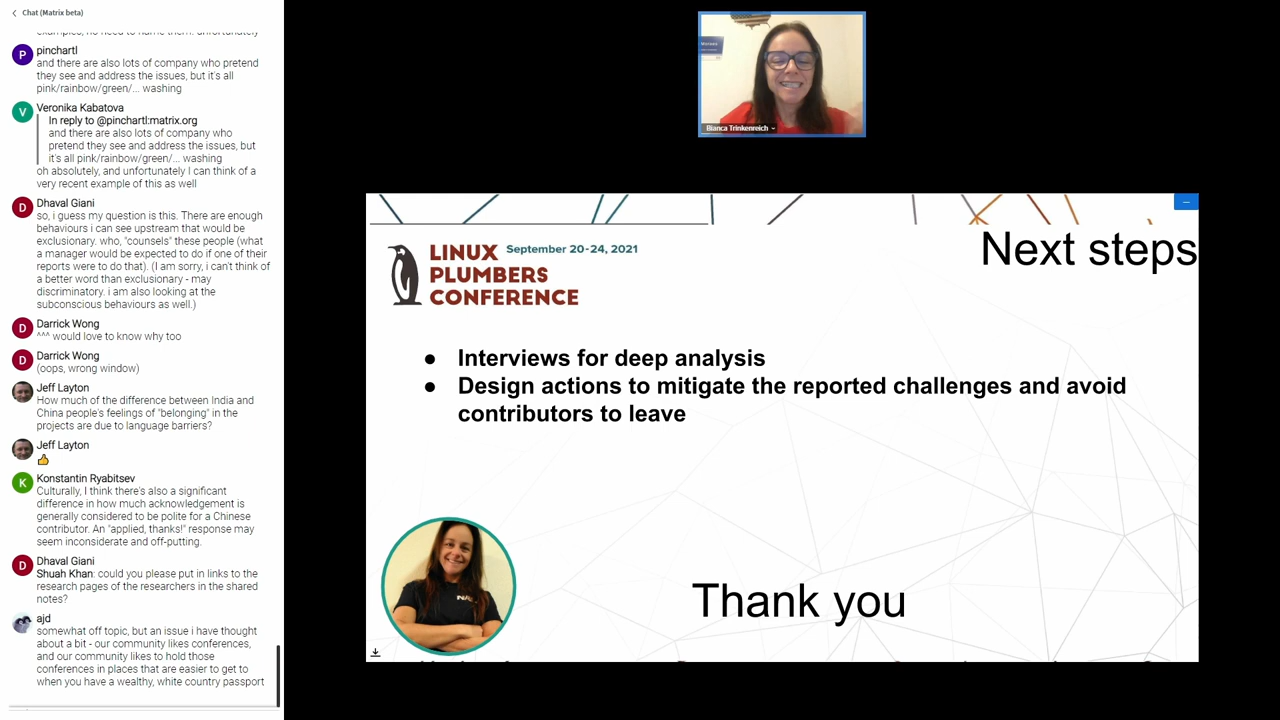 Chat (Matrix beta)
pinchartl
and there are also lots of company who pretend
they see and address the issues, but it's all
pink/rainbow/green/... washing
Veronika Kabatova
In reply to @pinchartl:matrix.org
and there are also lots of company who
pretend they see and address the issues, but
it's all pink/rainbow/green/... washing
oh absolutely, and unfortunately I can think of a
very recent example of this as well
Dhaval Giani
so, i guess my question is this. There are enough
behaviours i can see upstream that would be
exclusionary. who, "counsels" these people (what
a manager would be expected to do if one of their
reports were to do that). (I am sorry, i can't think of
a better word than exclusionary - may
discriminatory. i am also looking at the
subconscious behaviours as well.)
Darrick Wong
^^^ would love to know why too
Darrick Wong
(oops, wrong window)
Jeff Layton
How much of the difference between India and
China people's feelings of "belonging" in the
projects are due to language barriers?
Jeff Layton
👍
Konstantin Ryabitsev
Culturally, I think there's also a significant
difference in how much acknowledgement is
generally considered to be polite for a Chinese
contributor. An "applied, thanks!" response may
seem inconsiderate and off-putting.
Dhaval Giani
Shuah Khan: could you please put in links to the
research pages of the researchers in the shared
notes?
ajd
somewhat off topic, but an issue i have thought
about a bit - our community likes conferences,
and our community likes to hold those
conferences in places that are easier to get to
when you have a wealthy, white country passport
P
V
D
D
D
K
D
Bianca Trinkenreich
LINUX
PLUMBERS
CONFERENCE
September 20-24, 2021
Next steps
● Interviews for deep analysis
● Design actions to mitigate the reported challenges and avoid
contributors to leave
Thank you